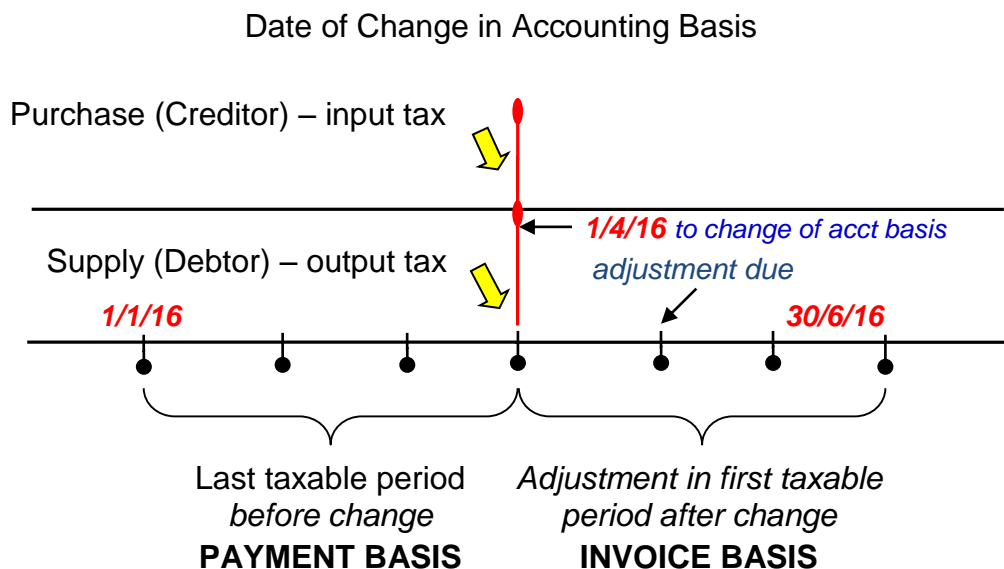 Date of Change in Accounting Basis
Purchase (Creditor) – input tax
1/4/16 to change of acct basis
Supply (Debtor) – output tax
adjustment due
1/1/16
30/6/16
Last taxable period
before change
PAYMENT BASIS
Adjustment in first taxable
period after change
INVOICE BASIS